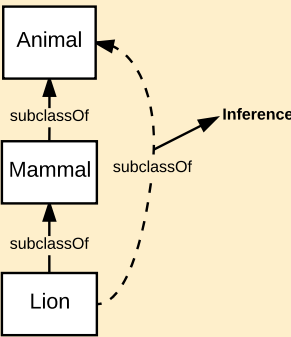 Animal
subclassOf
Inference
Mammal
subclassOf
subclassOf
Lion